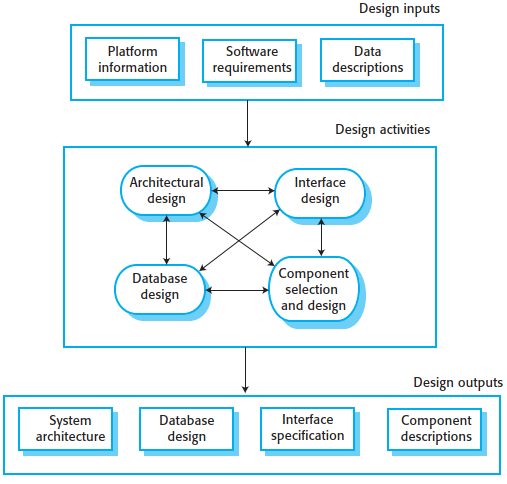 Design inputs
Platform
information
Software
requirements
Data
descriptions
Design activities
Architectural
design
Interface
design
Database
design
Component
selection
and design
Design outputs
System
architecture
Database
design
Interface
specification
Component
descriptions